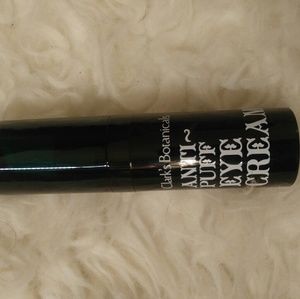 Clark's Botanicals
ANTI~
PUFF
EYE
CREAM